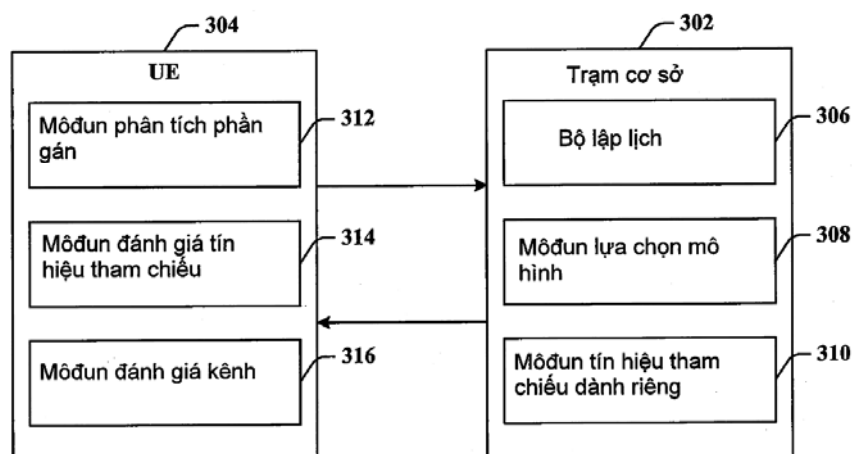 304
UE
Môđun phân tích phần
gán
312
Môđun đánh giá tín
hiệu tham chiếu
314
Môđun đánh giá kênh
316
302
Trạm cơ sở
Bộ lập lịch
306
Môđun lựa chọn mô
hình
308
Môđun tín hiệu tham
chiếu dành riêng
310